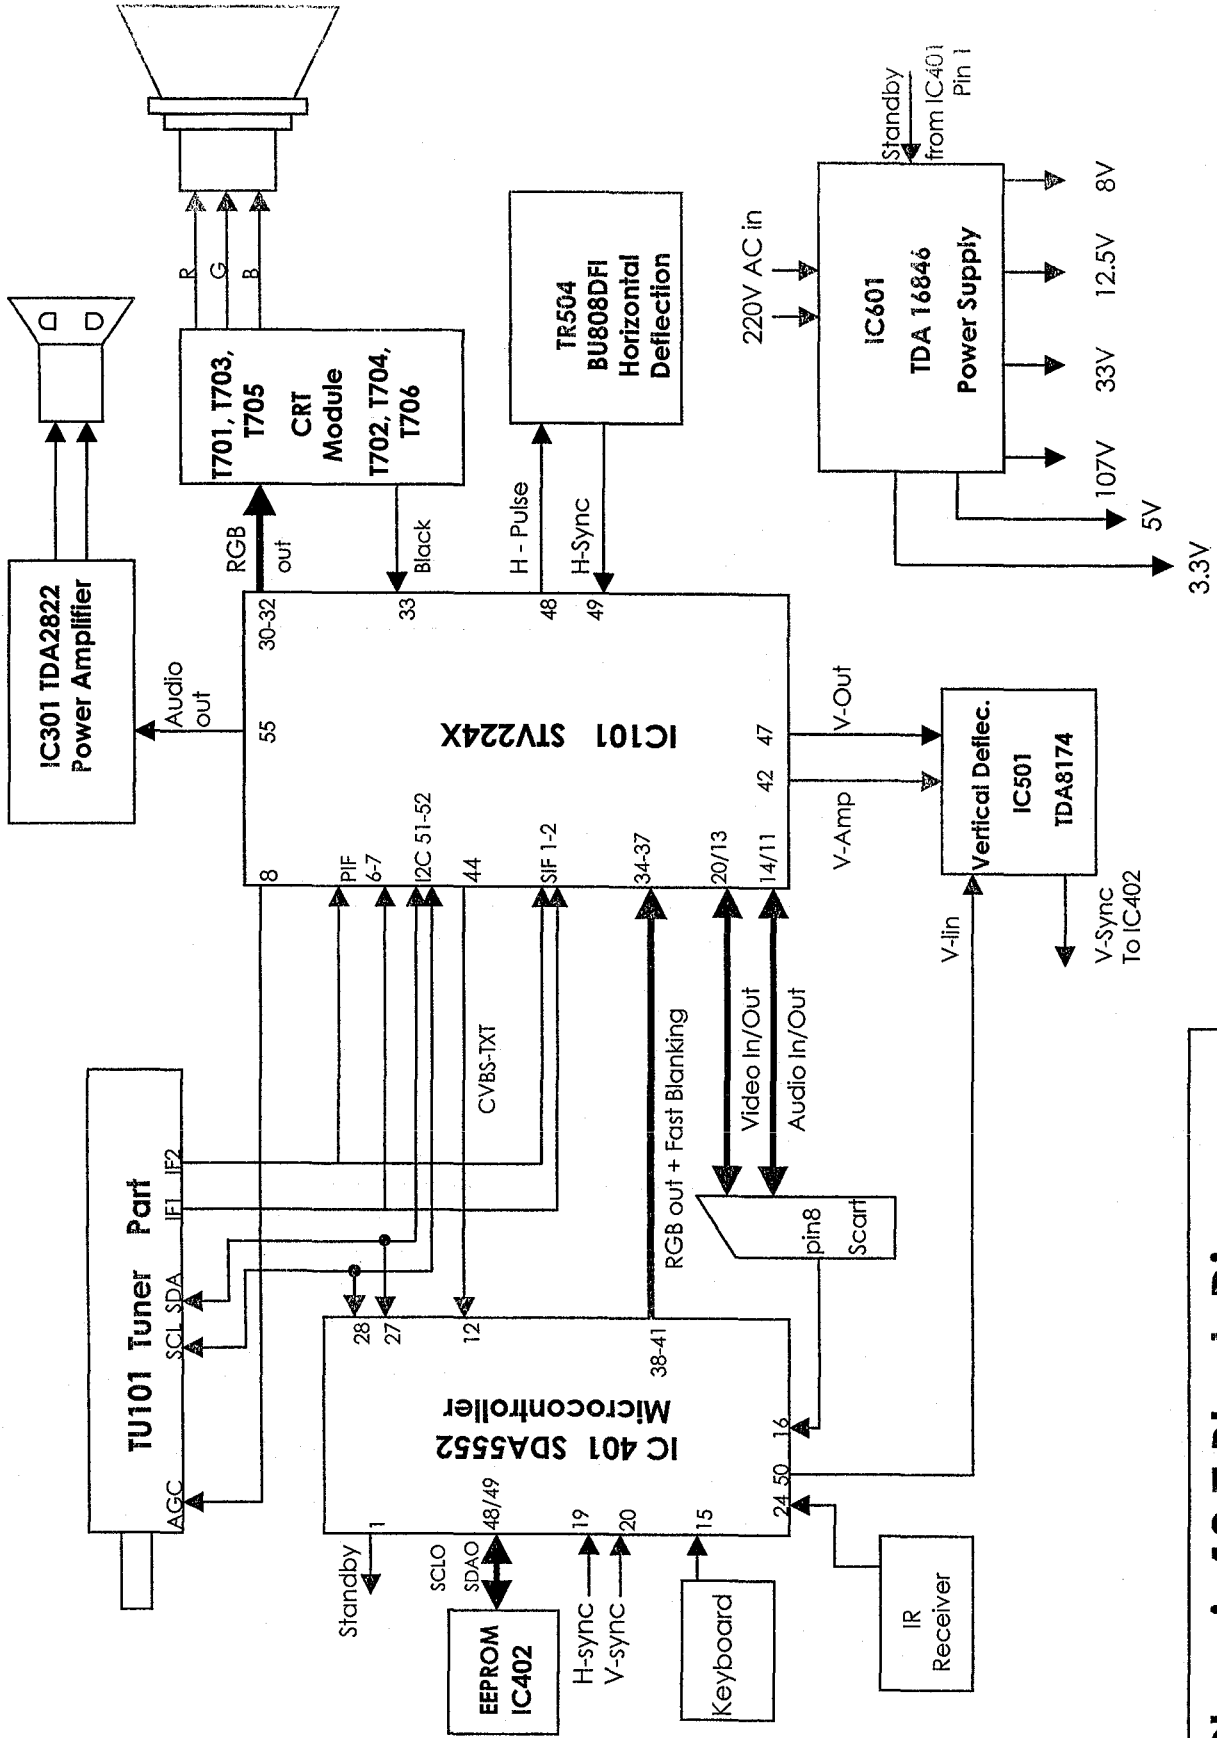 TU101 Tuner Part
AGC
SCL
SDA
IF1
IF2
IC301 TDA2822
Power Amplifier
Audio
out
R
G
B
T701, T703,
T705
CRT
Module
T702, T704,
T706
RGB
out
Black
8
PIF
6-7
I2C 51-52
44
SIF 1-2
34-37
20/13
14/11
55
30-32
33
48
49
42
47
IC101 STV224X
H - Pulse
H-Sync
TR504
BU808DFI
Horizontal
Deflection
CVBS-TXT
RGB out + Fast Blanking
Video In/Out
Audio In/Out
pin8
Scart
28
27
12
38-41
16
50
24
1
48/49
19
20
15
IC 401 SDA5552
Microcontroller
Standby
SCLO
SDAO
EEPROM
IC402
H-sync
V-sync
Keyboard
IR
Receiver
V-Amp
V-Out
V-lin
Vertical Deflec.
IC501
TDA8174
V-Sync
To IC402
220V AC in
Standby
from IC401
Pin 1
IC601
TDA 16846
Power Supply
3.3V
5V
107V
33V
12.5V
8V